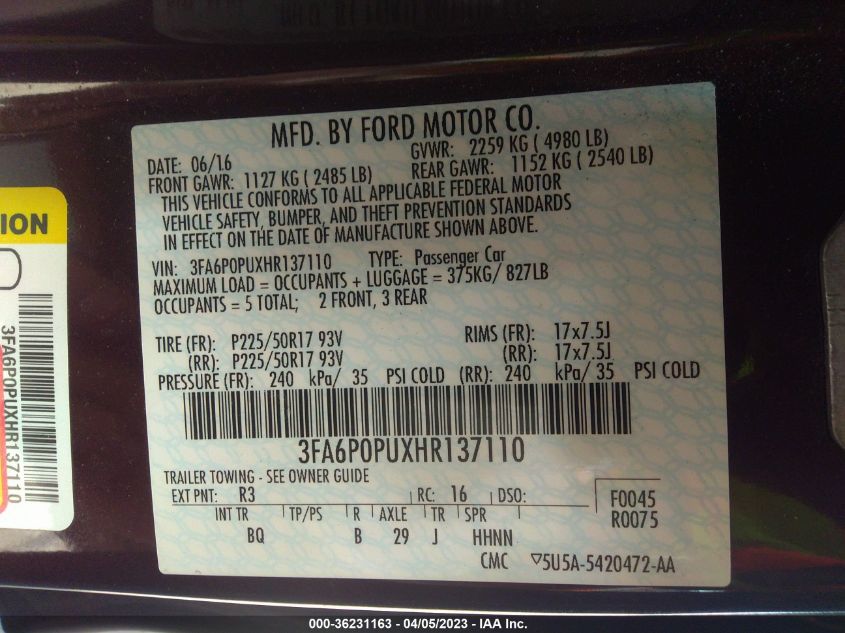 MFD. BY FORD MOTOR CO.
DATE: 06/16 GVWR: 2259 KG ( 4980 LB)
FRONT GAWR: 1127 KG ( 2485 LB) REAR GAWR: 1152 KG ( 2540 LB)
THIS VEHICLE CONFORMS TO ALL APPLICABLE FEDERAL MOTOR
VEHICLE SAFETY, BUMPER, AND THEFT PREVENTION STANDARDS
IN EFFECT ON THE DATE OF MANUFACTURE SHOWN ABOVE.
VIN: 3FA6P0PUXHR137110 TYPE: Passenger Car
MAXIMUM LOAD = OCCUPANTS + LUGGAGE = 375KG/ 827LB
OCCUPANTS = 5 TOTAL; 2 FRONT, 3 REAR
TIRE (FR): P225/50R17 93V RIMS (FR): 17x7.5J
(RR): P225/50R17 93V (RR): 17x7.5J
PRESSURE (FR): 240 kPa/ 35 PSI COLD (RR): 240 kPa/ 35 PSI COLD
3FA6P0PUXHR137110
TRAILER TOWING - SEE OWNER GUIDE
EXT PNT: R3 RC: 16 DSO: F0045
INT TR TP/PS R AXLE TR SPR R0075
BQ B 29 J HHNN
CMC ▽5U5A-5420472-AA
ION
3FA6P0PUXHR137110
000-36231163 - 04/05/2023 - IAA Inc.